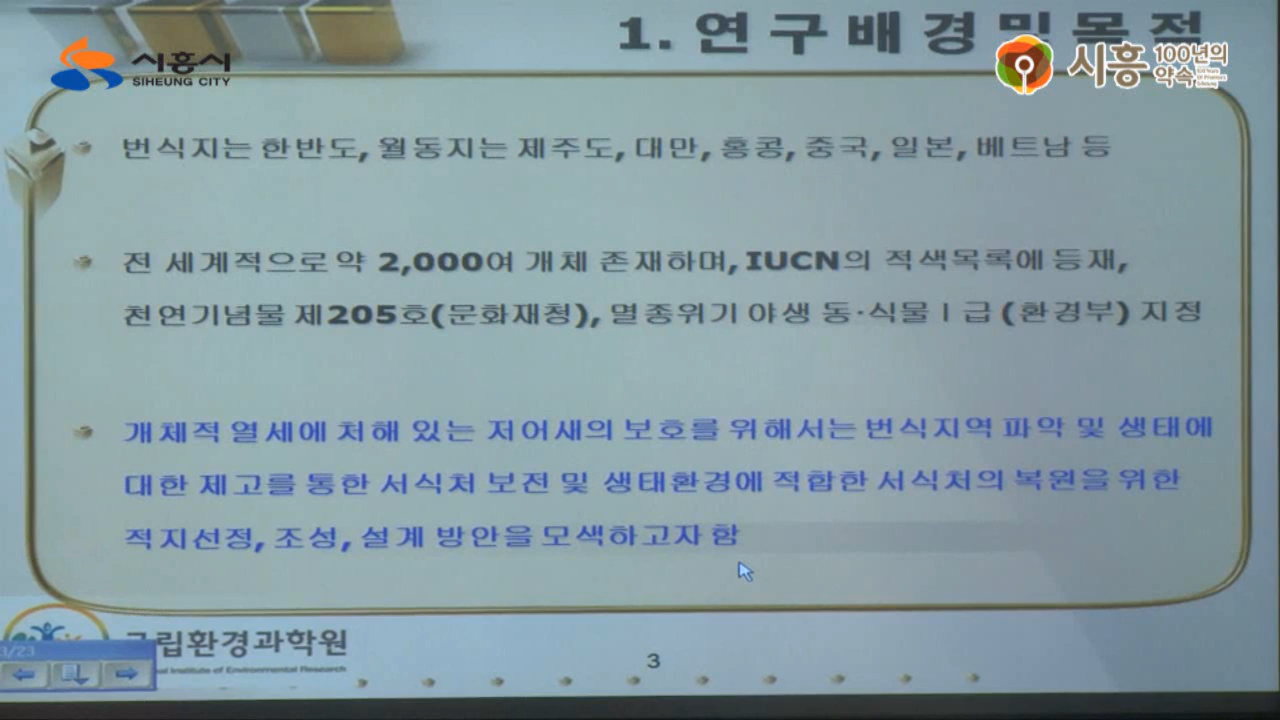 1. 연구배경 및 목적
시흥시
SIHEUNG CITY
시흥 100년의
약속
번식지는 한반도, 월동지는 제주도, 대만, 홍콩, 중국, 일본, 베트남 등
전 세계적으로 약 2,000여 개체 존재하며, IUCN의 적색목록에 등재,
천연기념물 제205호(문화재청), 멸종위기 야생 동·식물Ⅰ급 (환경부) 지정
개체적 열세에 처해 있는 저어새의 보호를 위해서는 번식지역 파악 및 생태에
대한 제고를 통한 서식처 보전 및 생태환경에 적합한 서식처의 복원을 위한
적지선정, 조성, 설계 방안을 모색하고자 함
국립환경과학원
Institute of Environmental Research
3/23
3